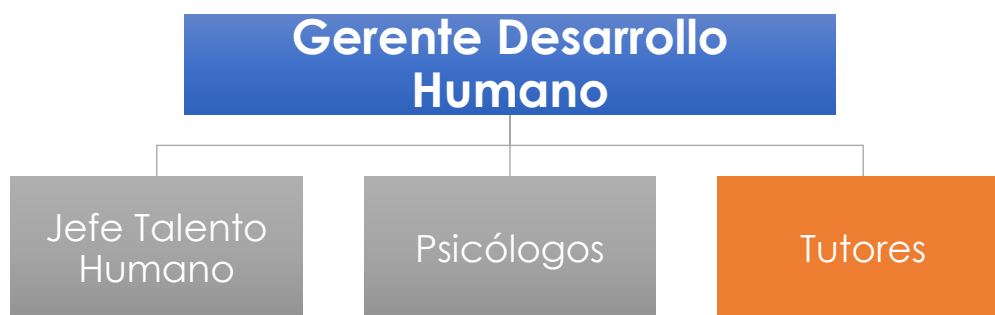 Gerente Desarrollo
Humano
Jefe Talento
Humano
Psicólogos
Tutores